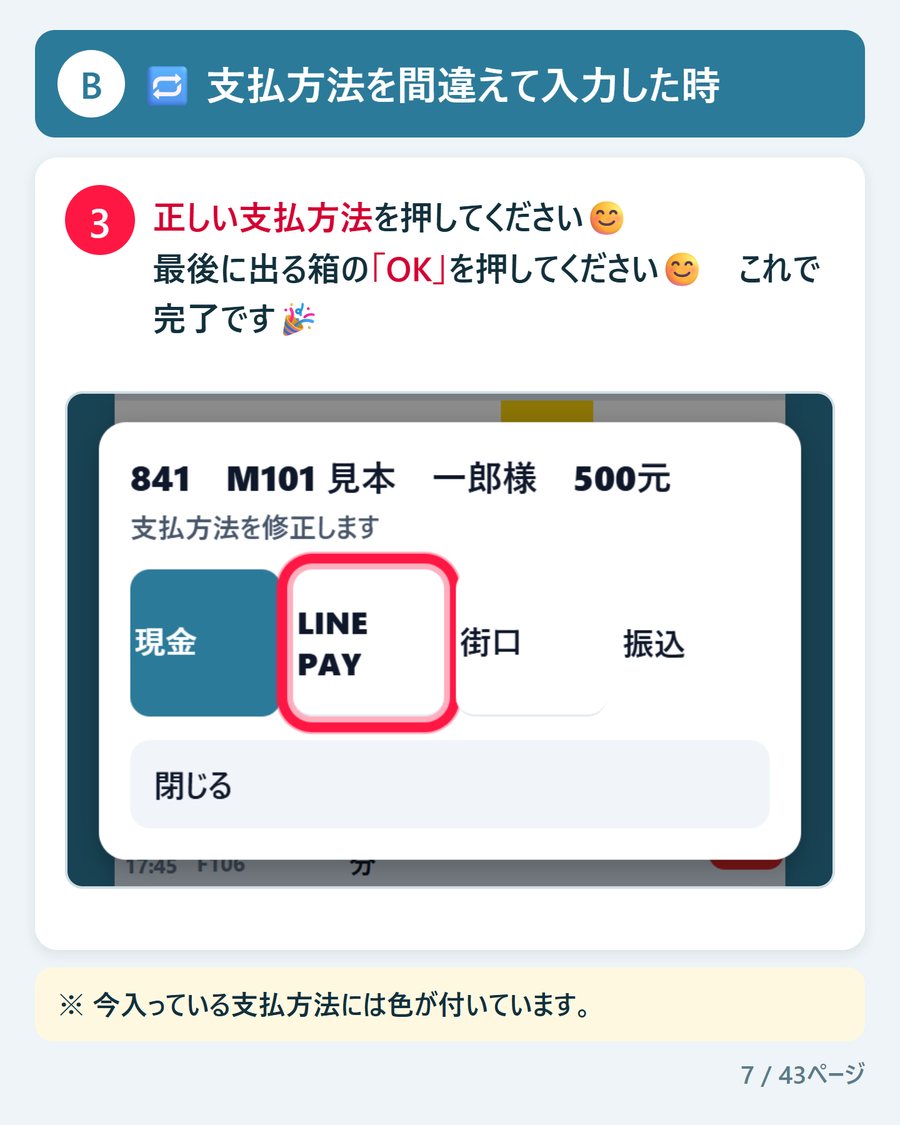 B 🔁 支払方法を間違えて入力した時
3 正しい支払方法を押してください😊
最後に出る箱の「OK」を押してください😊 これで
完了です🎉
841 M101 見本 一郎様 500元
支払方法を修正します
現金
LINE
PAY
街口
振込
閉じる
17:45 F106 分
※ 今入っている支払方法には色が付いています。
7 / 43ページ